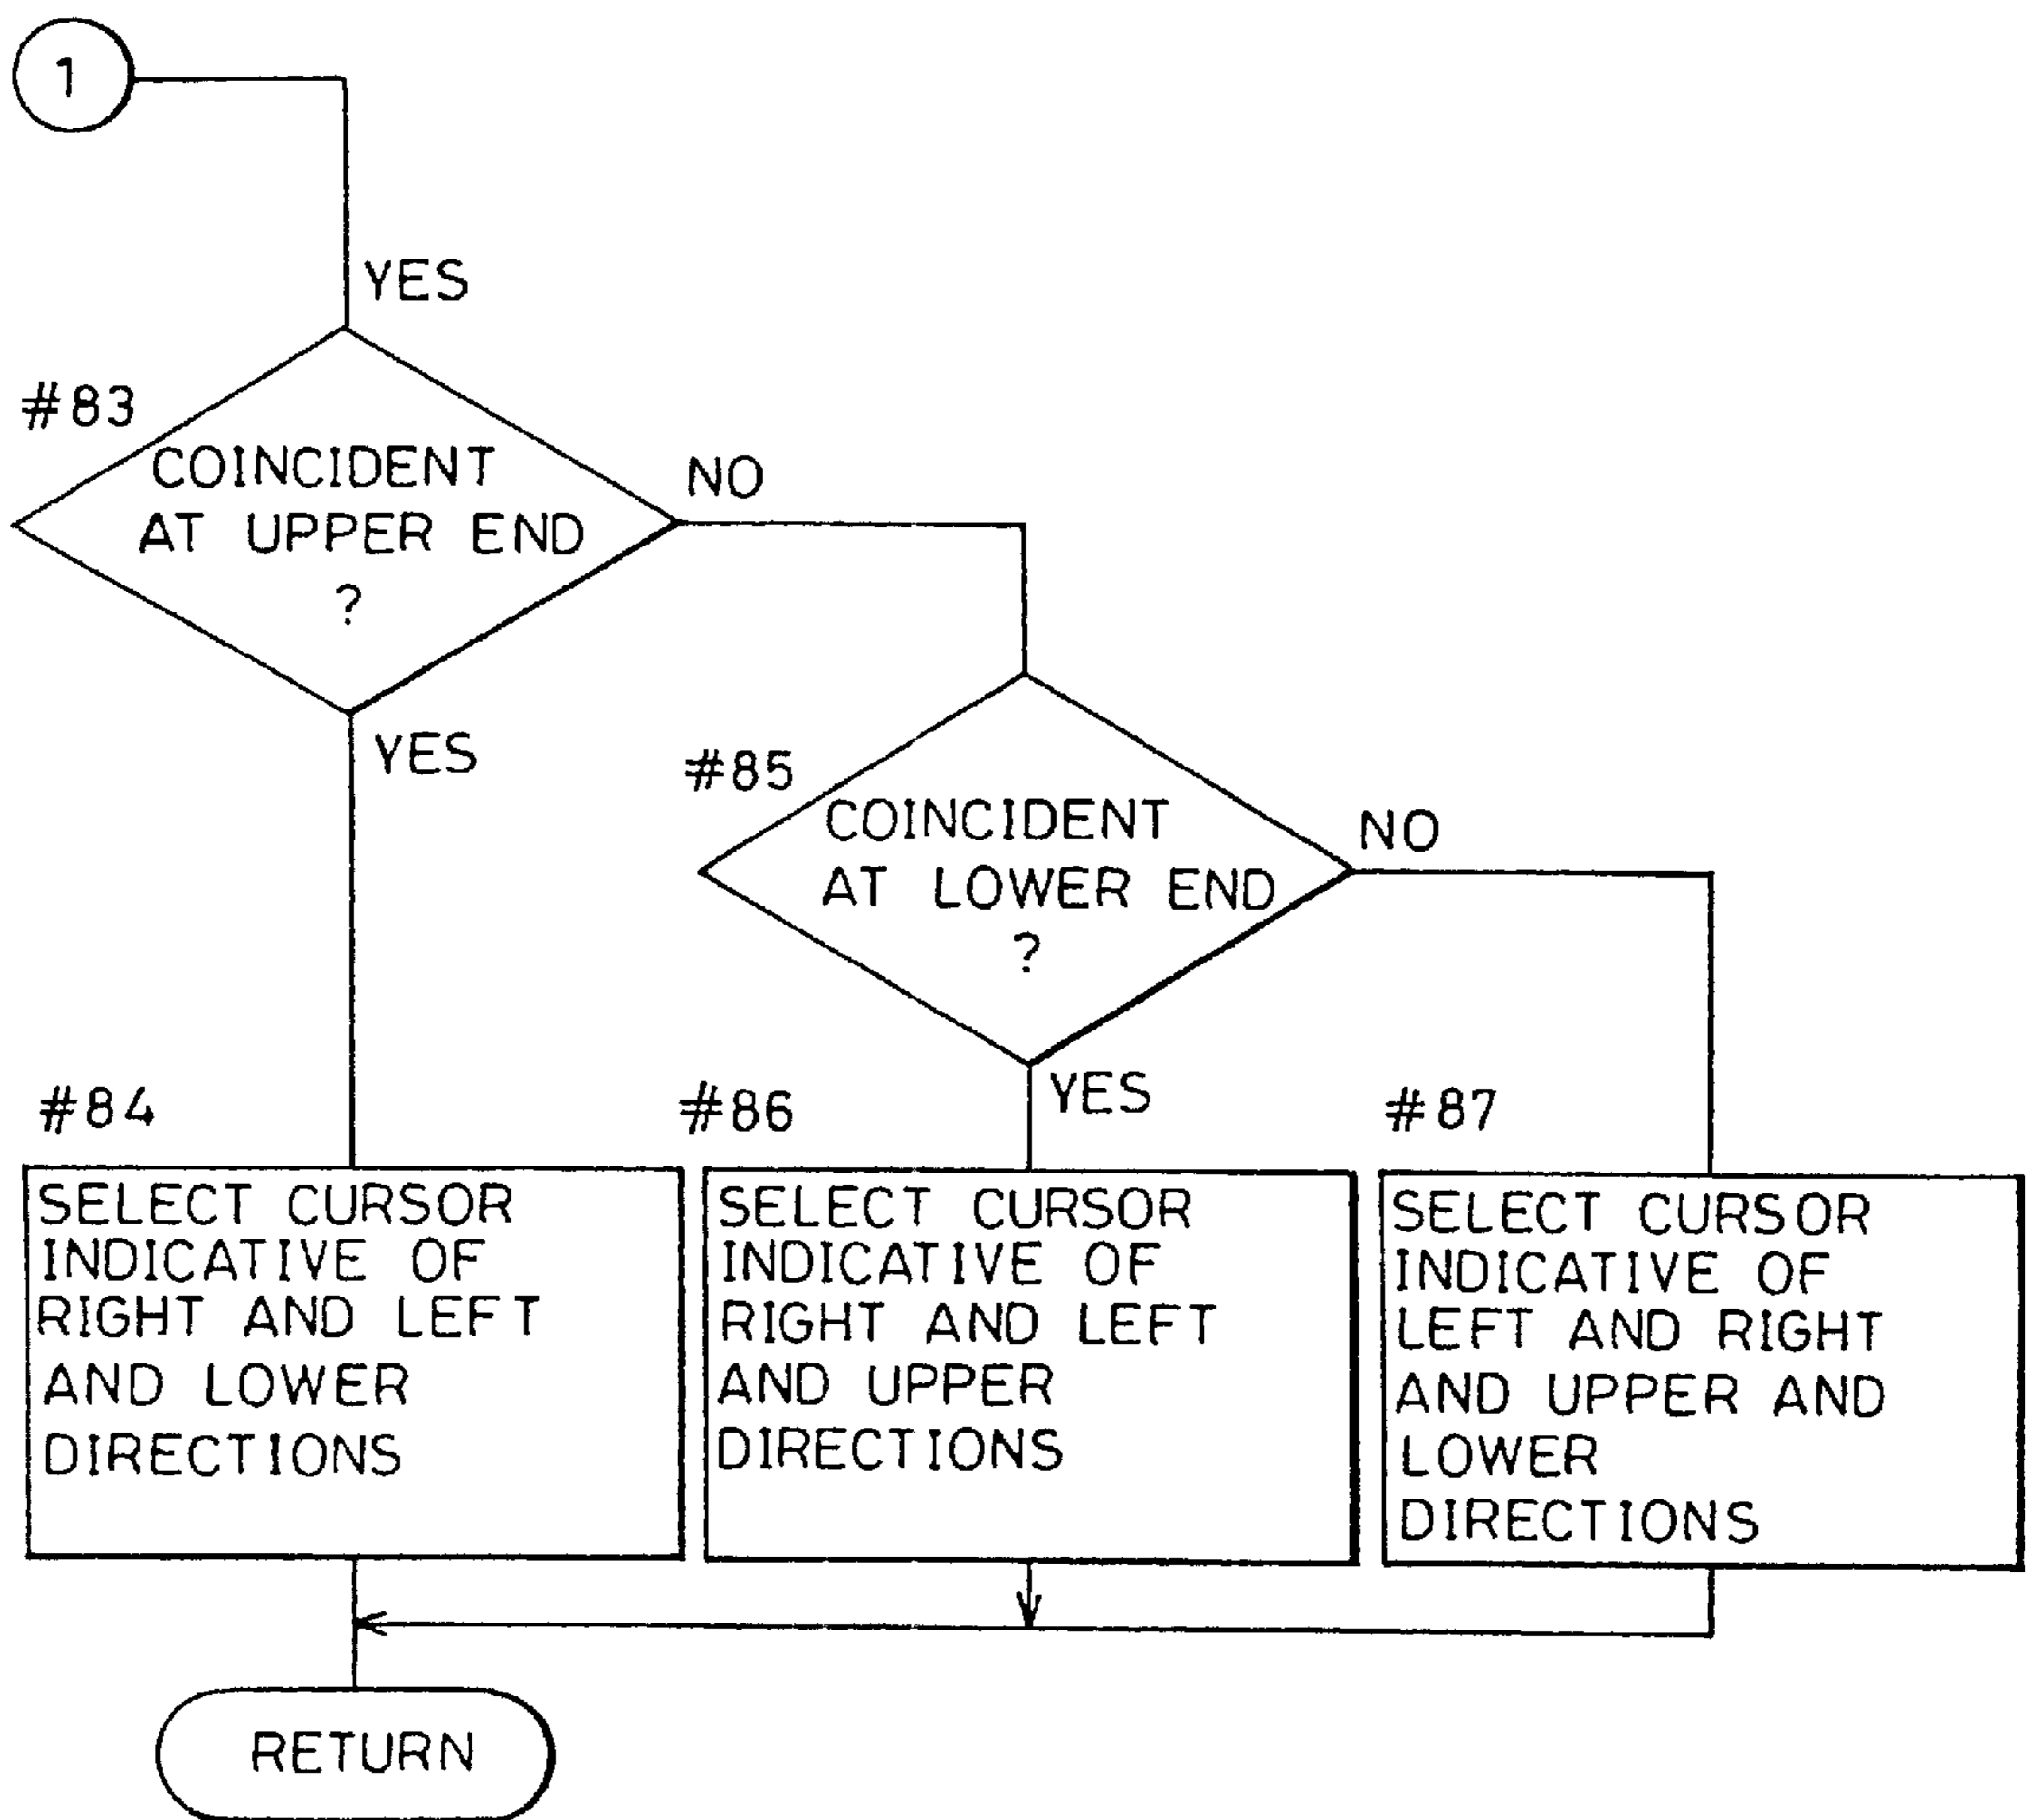 1
YES
#83
COINCIDENT
AT UPPER END
?
NO
YES
#85
COINCIDENT
AT LOWER END
?
NO
YES
#84
SELECT CURSOR
INDICATIVE OF
RIGHT AND LEFT
AND LOWER
DIRECTIONS
#86
SELECT CURSOR
INDICATIVE OF
RIGHT AND LEFT
AND UPPER
DIRECTIONS
#87
SELECT CURSOR
INDICATIVE OF
LEFT AND RIGHT
AND UPPER AND
LOWER
DIRECTIONS
RETURN